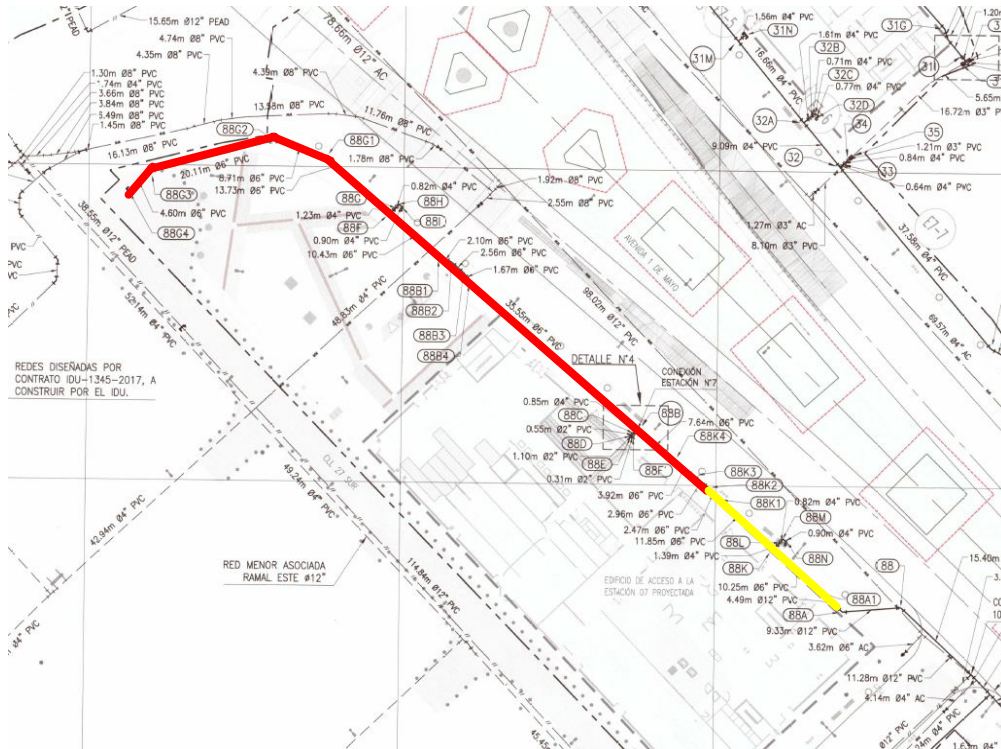 15.65m Ø12" PEAD
4.74m Ø8" PVC
4.35m Ø8" PVC
1.30m Ø8" PVC
.74m Ø4" PVC
3.66m Ø8" PVC
3.84m Ø8" PVC
5.49m Ø8" PVC
1.45m Ø8" PVC
16.13m Ø8" PVC
78.66m Ø12" AC
4.39m Ø8" PVC
13.58m Ø8" PVC
11.76m Ø8" PVC
88G2
88G1
1.78m Ø8" PVC
20.11m Ø6" PVC
8.71m Ø6" PVC
13.73m Ø6" PVC
88G3
4.60m Ø6" PVC
88G4
88G
0.82m Ø4" PVC
88H
1.23m Ø4" PVC
88I
88F
0.90m Ø4" PVC
10.43m Ø6" PVC
1.92m Ø8" PVC
2.55m Ø8" PVC
2.10m Ø6" PVC
2.56m Ø6" PVC
1.67m Ø6" PVC
88B1
88B2
88B3
88B4
38.55m Ø12" PEAD
52.14m Ø4" PVC
48.83m Ø4" PVC
35.55m Ø6" PVC
98.02m Ø12" PVC
AVENIDA 1 DE MAYO
1.56m Ø4" PVC
31N
31M
16.66m Ø4" PVC
1.61m Ø4" PVC
32B
0.71m Ø4" PVC
32C
0.77m Ø4" PVC
32D
32A
34
9.09m Ø4" PVC
32
31G
31I
1.20
5.65
16.72m Ø3" PVC
35
1.21m Ø3" PVC
0.84m Ø4" PVC
33
0.64m Ø4" PVC
1.27m Ø3" AC
8.10m Ø3" PVC
E7-7
37.58m Ø4" PVC
69.57m Ø4" AC
REDES DISEÑADAS POR
CONTRATO IDU-1345-2017, A
CONSTRUIR POR EL IDU.
DETALLE N°4
CONEXIÓN
ESTACIÓN N°7
0.85m Ø4" PVC
88C
88B
0.55m Ø2" PVC
88D
7.64m Ø6" PVC
88K4
1.10m Ø2" PVC
88E
88F'
0.31m Ø2" PVC
3.92m Ø6" PVC
88K3
88K2
88K1
2.96m Ø6" PVC
2.47m Ø6" PVC
0.82m Ø4" PVC
88M
88L
11.85m Ø6" PVC
0.90m Ø4" PVC
1.39m Ø4" PVC
88K
88N
CLL 27 SUR
49.24m Ø4" PVC
42.94m Ø4" PVC
RED MENOR ASOCIADA
RAMAL ESTE Ø12"
114.84m Ø12" PVC
EDIFICIO DE ACCESO A LA
ESTACIÓN 07 PROYECTADA
10.25m Ø6" PVC
4.49m Ø12" PVC
88A1
88
88A
9.33m Ø12" PVC
3.62m Ø6" AC
15.40m
11.28m Ø12" PVC
4.14m Ø4" AC
45.45